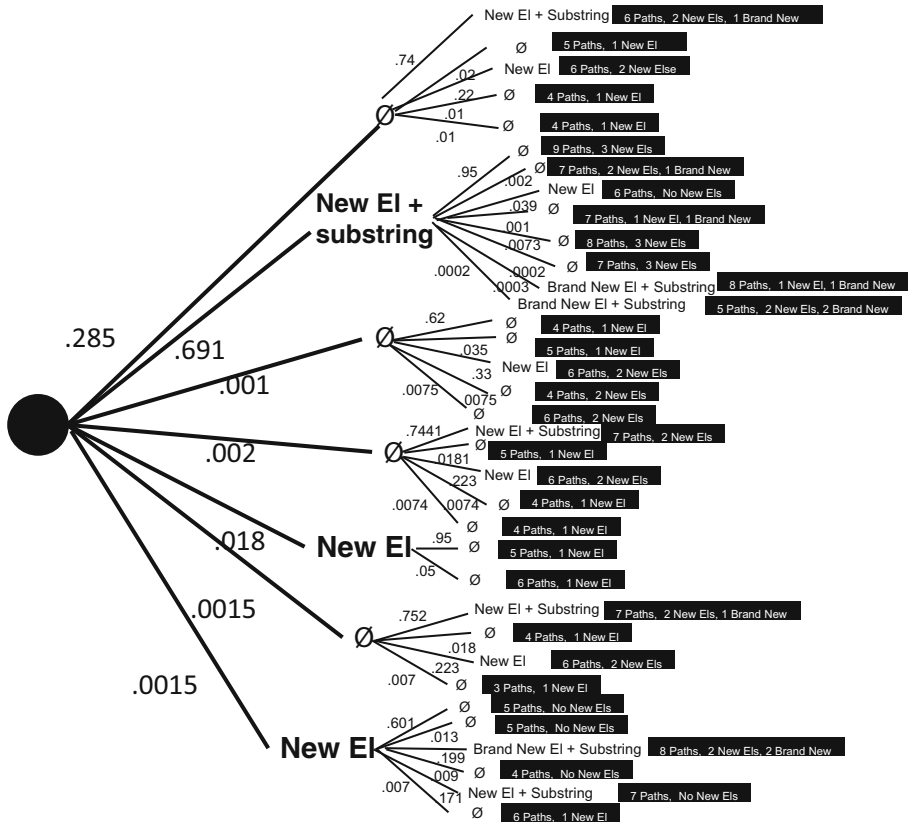 New El + Substring 6 Paths, 2 New Els, 1 Brand New
.74 Ø 5 Paths, 1 New El
.02 New El 6 Paths, 2 New Else
.22 Ø 4 Paths, 1 New El
Ø .01
.01 Ø 4 Paths, 1 New El
Ø 9 Paths, 3 New Els
.95 Ø 7 Paths, 2 New Els, 1 Brand New
.002 New El 6 Paths, No New Els
New El +
substring
.039 Ø 7 Paths, 1 New El, 1 Brand New
.001 Ø 8 Paths, 3 New Els
.0073 Ø 7 Paths, 3 New Els
.0002 .0002 Brand New El + Substring 8 Paths, 1 New El, 1 Brand New
.0003 Brand New El + Substring 5 Paths, 2 New Els, 2 Brand New
.285
.691
.62 Ø 4 Paths, 1 New El
Ø Ø 5 Paths, 1 New El
.035 New El 6 Paths, 2 New Els
.001
.33 Ø 4 Paths, 2 New Els
.0075 .0075 Ø 6 Paths, 2 New Els
.7441 New El + Substring 7 Paths, 2 New Els
.002 Ø Ø 5 Paths, 1 New El
.0181 New El 6 Paths, 2 New Els
.223 Ø 4 Paths, 1 New El
.0074 .0074 Ø 4 Paths, 1 New El
.018 New El .95 Ø 5 Paths, 1 New El
.05 Ø 6 Paths, 1 New El
.0015
.752 New El + Substring 7 Paths, 2 New Els, 1 Brand New
Ø Ø 4 Paths, 1 New El
.018 New El 6 Paths, 2 New Els
.223
.007 Ø 3 Paths, 1 New El
.0015
Ø 5 Paths, No New Els
.601 Ø 5 Paths, No New Els
New El .013 Brand New El + Substring 8 Paths, 2 New Els, 2 Brand New
.199 Ø 4 Paths, No New Els
.009 New El + Substring 7 Paths, No New Els
.007 .171 Ø 6 Paths, 1 New El